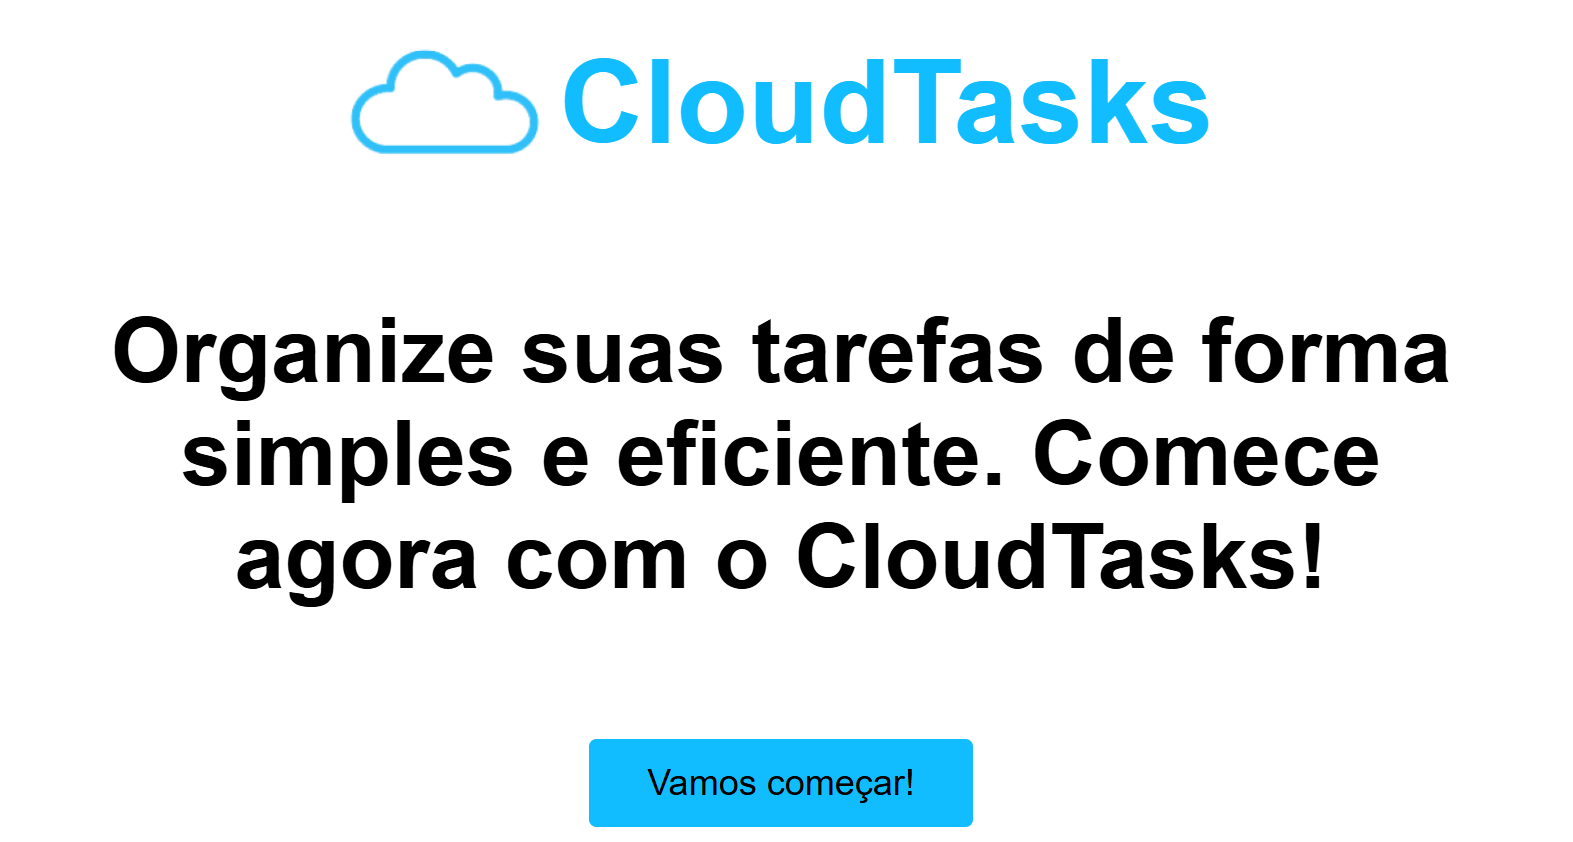 CloudTasks
Organize suas tarefas de forma
simples e eficiente. Comece
agora com o CloudTasks!
Vamos começar!